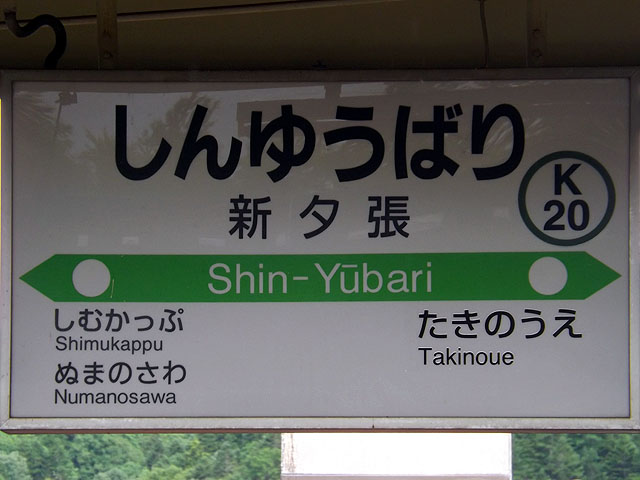 しんゆうばり
新夕張
K
20
Shin-Yūbari
しむかっぷ
Shimukappu
ぬまのさわ
Numanosawa
たきのうえ
Takinoue